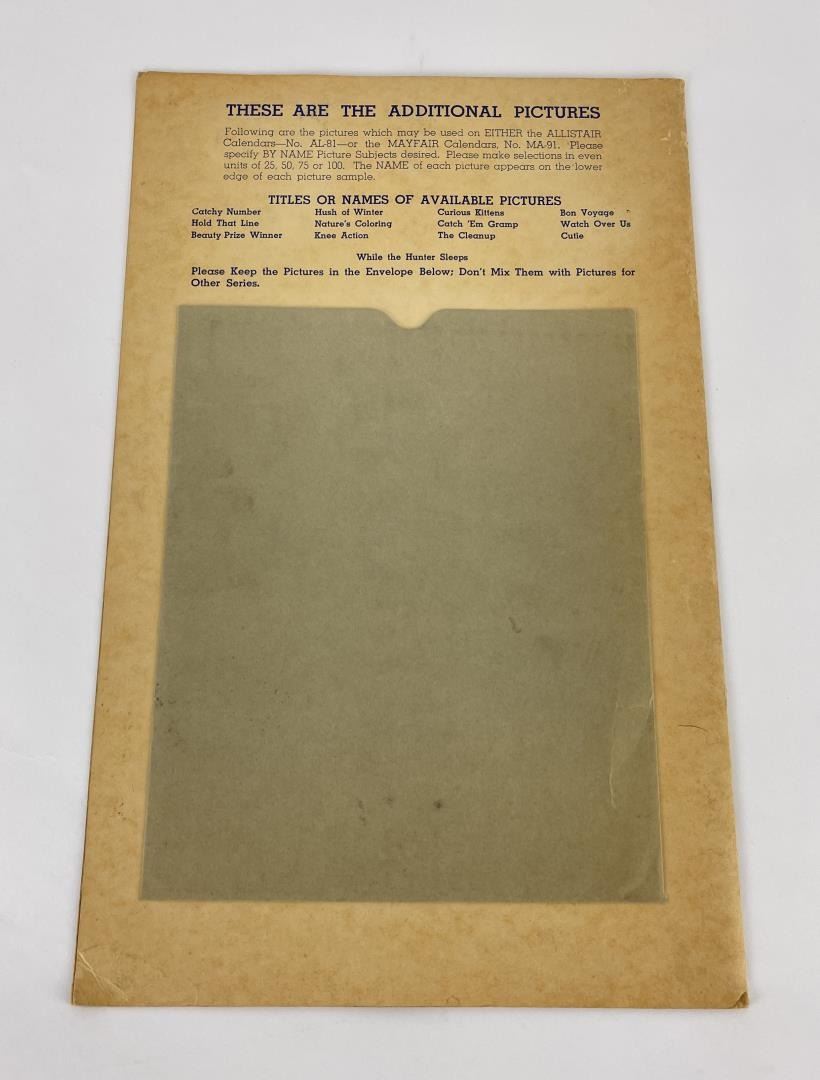 THESE ARE THE ADDITIONAL PICTURES
Following are the pictures which may be used on EITHER the ALLISTAIR
Calendars—No. AL-81—or the MAYFAIR Calendars, No. MA-91. Please
specify BY NAME Picture Subjects desired. Please make selections in even
units of 25, 50, 75 or 100. The NAME of each picture appears on the lower
edge of each picture sample.
TITLES OR NAMES OF AVAILABLE PICTURES
Catchy Number Hush of Winter Curious Kittens Bon Voyage
Hold That Line Nature's Coloring Catch 'Em Gramp Watch Over Us
Beauty Prize Winner Knee Action The Cleanup Cutie
While the Hunter Sleeps
Please Keep the Pictures in the Envelope Below; Don't Mix Them with Pictures for
Other Series.